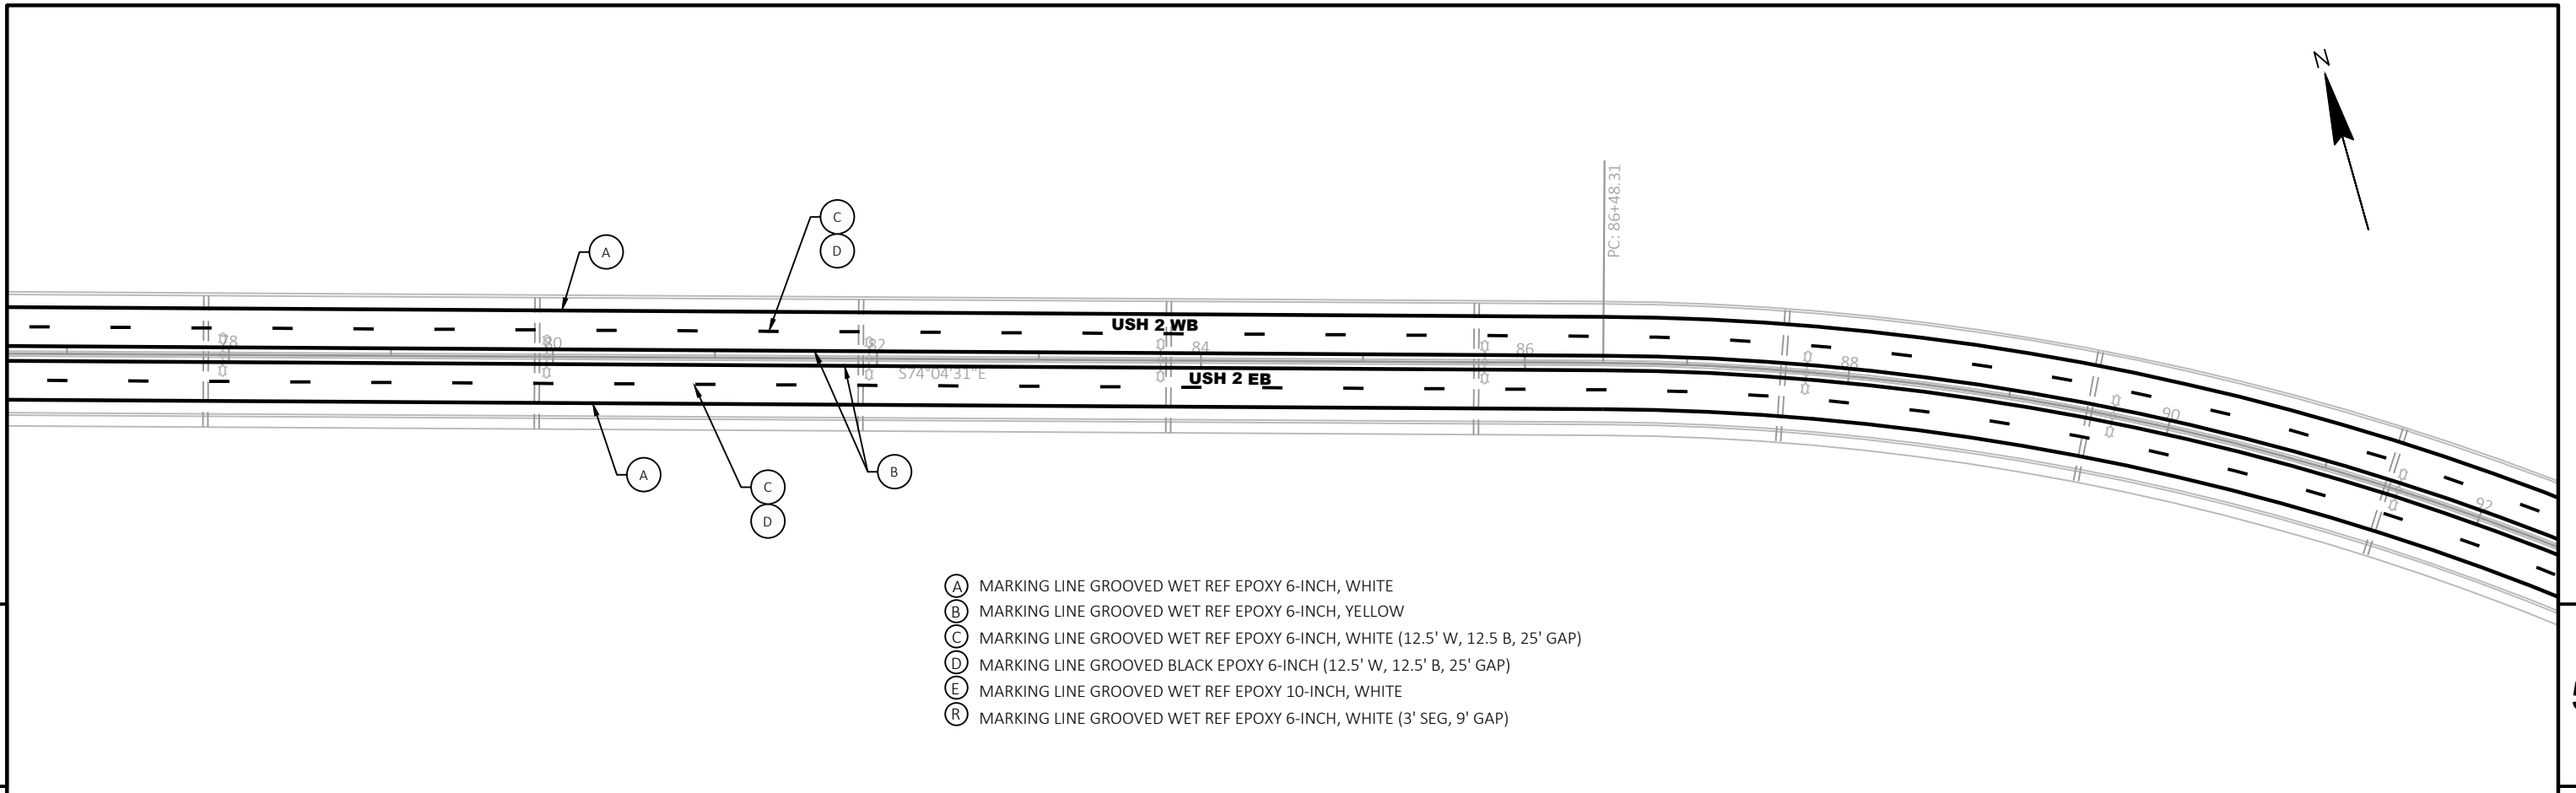 N
PC: 86+48.31
C
A
D
USH 2 WB
78
80
82
84
86
88
S74°04'31"E
USH 2 EB
90
92
A
C
B
D
A MARKING LINE GROOVED WET REF EPOXY 6-INCH, WHITE
B MARKING LINE GROOVED WET REF EPOXY 6-INCH, YELLOW
C MARKING LINE GROOVED WET REF EPOXY 6-INCH, WHITE (12.5' W, 12.5 B, 25' GAP)
D MARKING LINE GROOVED BLACK EPOXY 6-INCH (12.5' W, 12.5' B, 25' GAP)
E MARKING LINE GROOVED WET REF EPOXY 10-INCH, WHITE
R MARKING LINE GROOVED WET REF EPOXY 6-INCH, WHITE (3' SEG, 9' GAP)